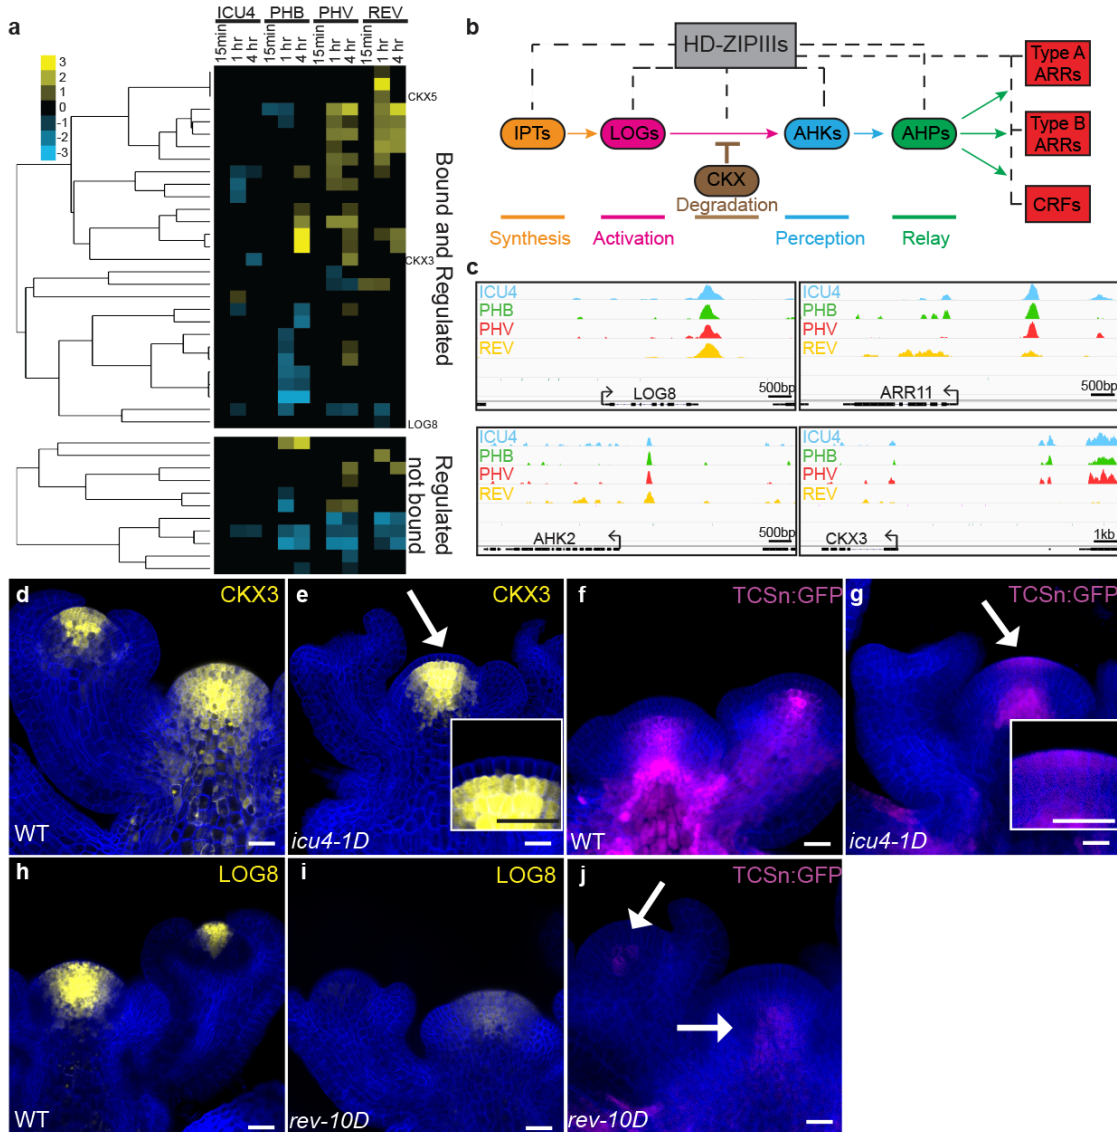 a
ICU4 PHB PHV REV
15min 1 hr 4 hr 15min 1 hr 4 hr 15min 1 hr 4 hr 15min 1 hr 4 hr
3
2
1
0
-1
-2
-3
CKX5
CKX3
LOG8
Bound and Regulated
Regulated
not bound
b
HD-ZIPIIIs
Type A
ARRs
IPTs
LOGs
AHKs
AHPs
Type B
ARRs
CKX
CRFs
Degradation
Synthesis
Activation
Perception
Relay
c
ICU4
PHB
PHV
REV
LOG8
500bp
ICU4
PHB
PHV
REV
ARR11
500bp
ICU4
PHB
PHV
REV
AHK2
500bp
ICU4
PHB
PHV
REV
CKX3
1kb
d
CKX3
WT
e
CKX3
icu4-1D
f
TCSn:GFP
WT
g
TCSn:GFP
icu4-1D
h
LOG8
WT
i
LOG8
rev-10D
j
TCSn:GFP
rev-10D